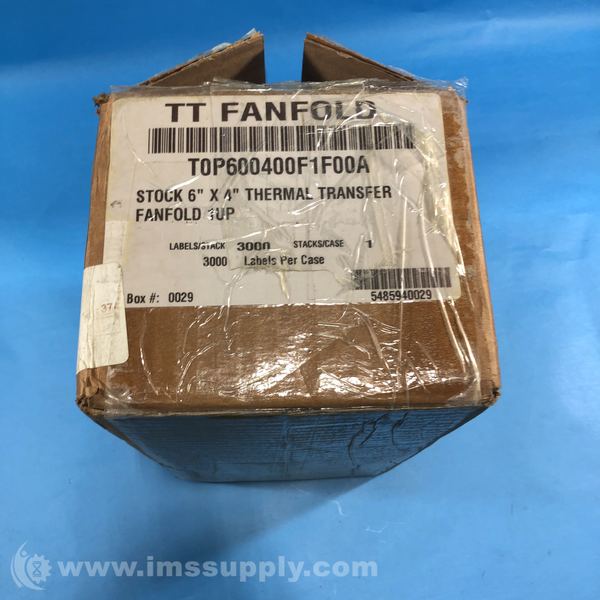 TT FANFOLD
T0P600400F1F00A
STOCK 6" X 4" THERMAL TRANSFER
FANFOLD 1UP
LABELS/STACK 3000 STACKS/CASE 1
3000 Labels Per Case
Box #: 0029 5485940029
37
www.imssupply.com